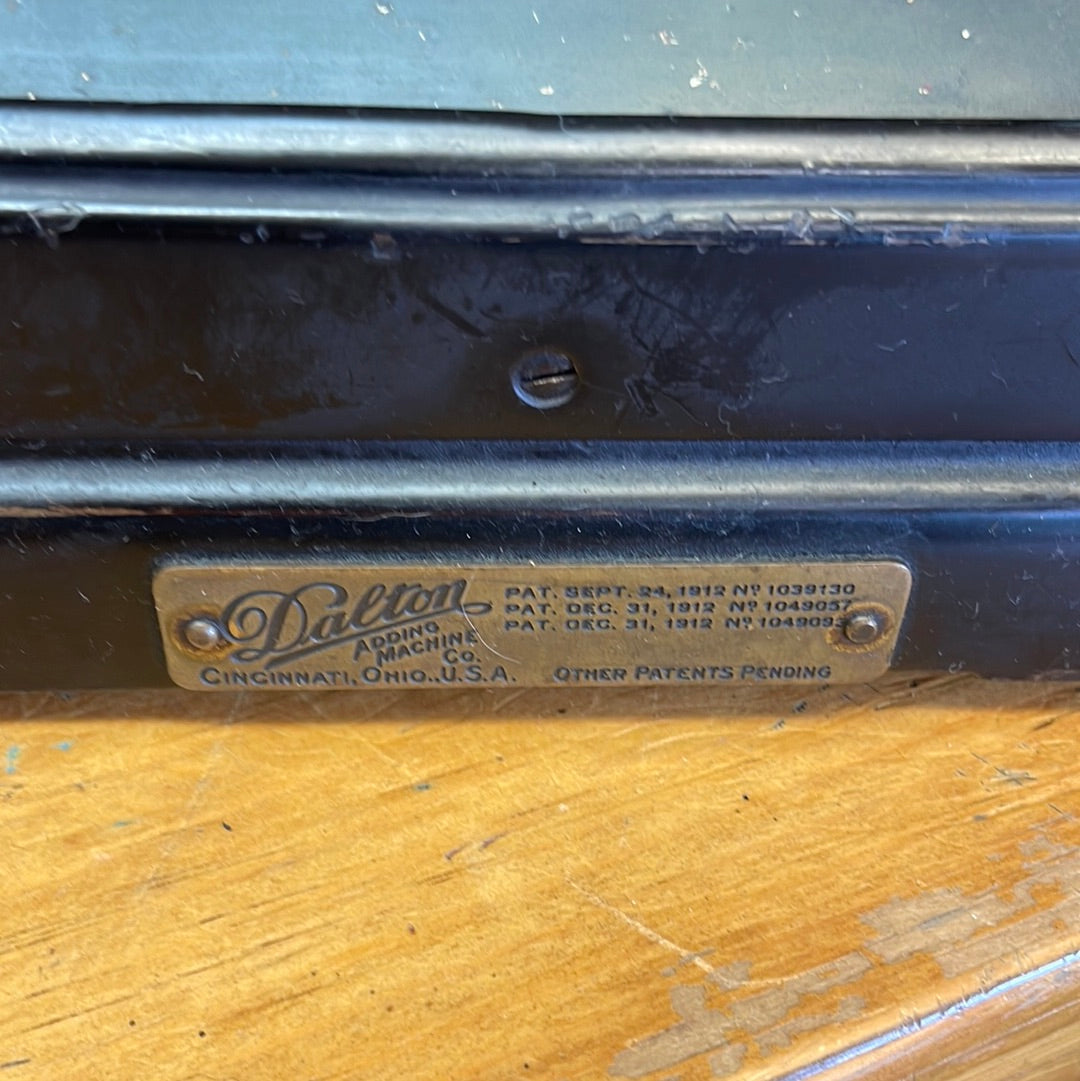 Dalton
ADDING
MACHINE
CO.
CINCINNATI, OHIO., U.S.A.
PAT. SEPT. 24, 1912 Nº 1039130
PAT. DEC. 31, 1912 Nº 1049057
PAT. DEC. 31, 1912 Nº
OTHER PATENTS PENDING